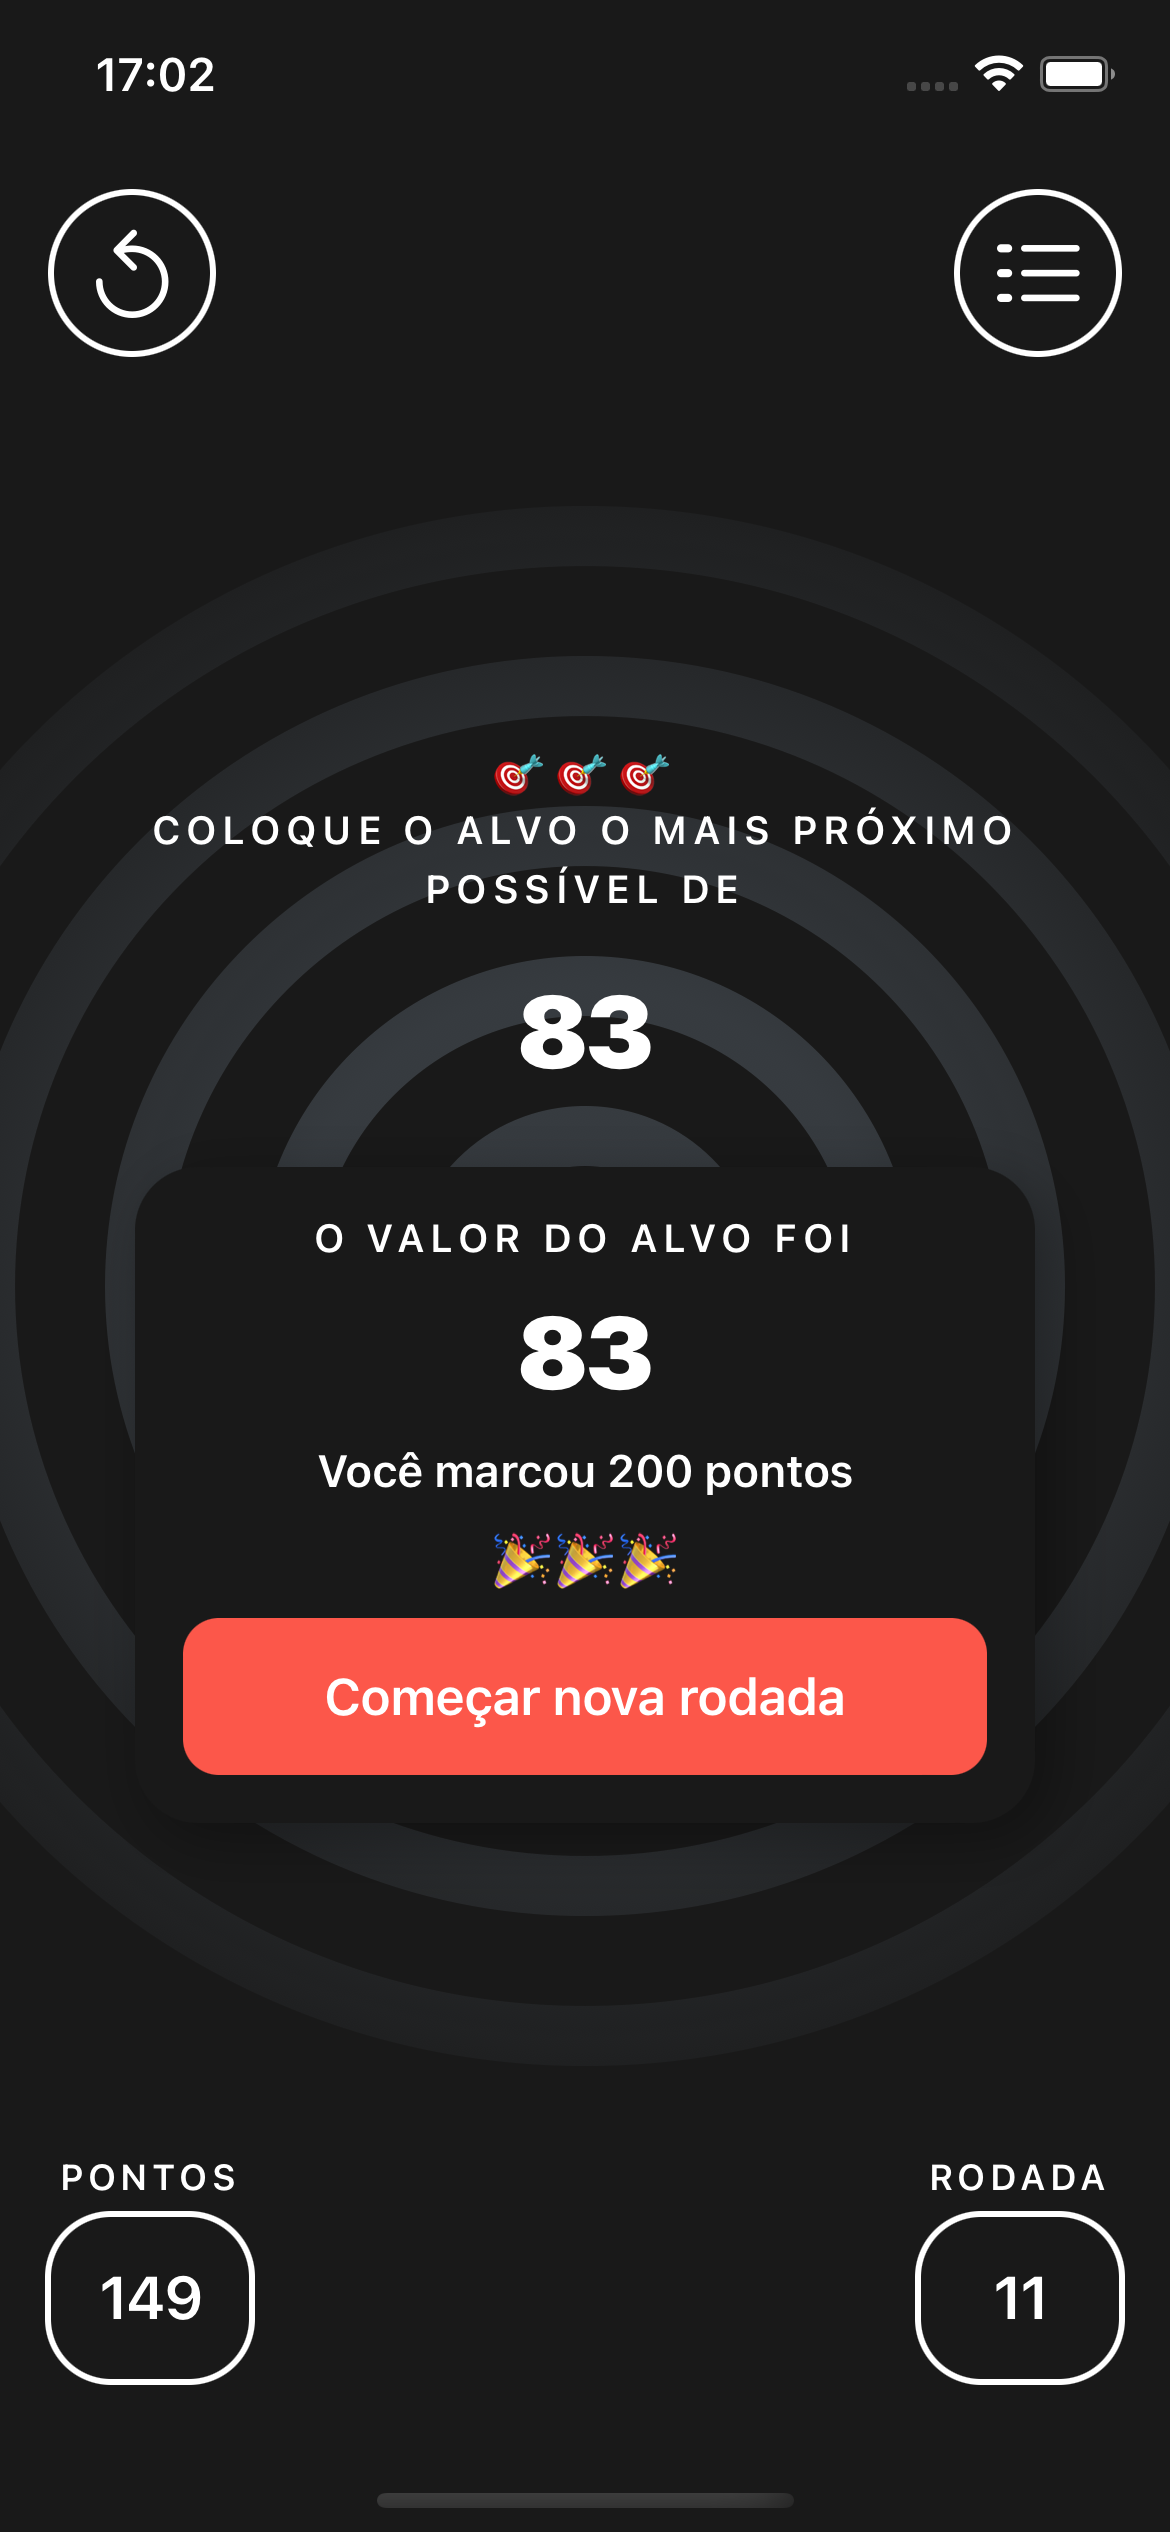 17:02
🎯🎯🎯
COLOQUE O ALVO O MAIS PRÓXIMO
POSSÍVEL DE
83
O VALOR DO ALVO FOI
83
Você marcou 200 pontos
🎉🎉🎉
Começar nova rodada
PONTOS
RODADA
149
11